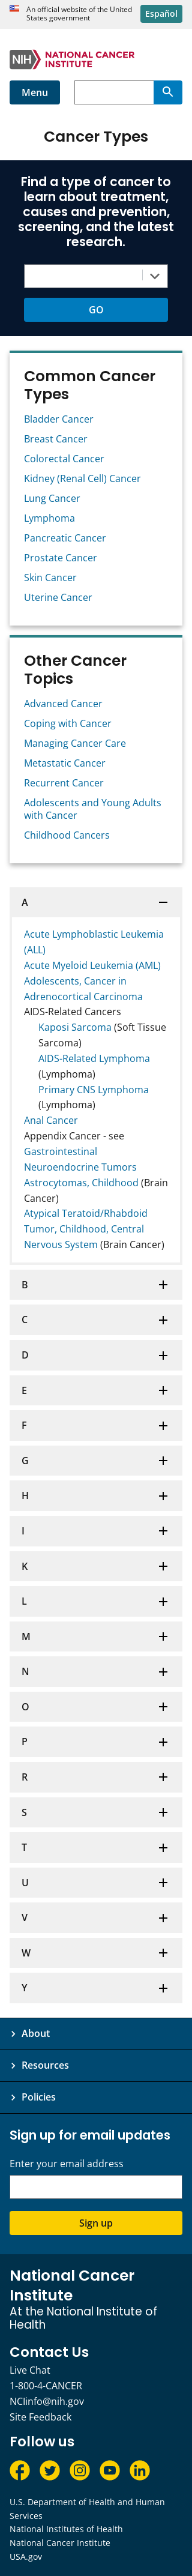 An official website of the United
States government
Español
NIH NATIONAL CANCER
INSTITUTE
Menu
Cancer Types
Find a type of cancer to
learn about treatment,
causes and prevention,
screening, and the latest
research.
GO
Common Cancer
Types
Bladder Cancer
Breast Cancer
Colorectal Cancer
Kidney (Renal Cell) Cancer
Lung Cancer
Lymphoma
Pancreatic Cancer
Prostate Cancer
Skin Cancer
Uterine Cancer
Other Cancer
Topics
Advanced Cancer
Coping with Cancer
Managing Cancer Care
Metastatic Cancer
Recurrent Cancer
Adolescents and Young Adults
with Cancer
Childhood Cancers
A
Acute Lymphoblastic Leukemia
(ALL)
Acute Myeloid Leukemia (AML)
Adolescents, Cancer in
Adrenocortical Carcinoma
AIDS-Related Cancers
Kaposi Sarcoma (Soft Tissue
Sarcoma)
AIDS-Related Lymphoma
(Lymphoma)
Primary CNS Lymphoma
(Lymphoma)
Anal Cancer
Appendix Cancer - see
Gastrointestinal
Neuroendocrine Tumors
Astrocytomas, Childhood (Brain
Cancer)
Atypical Teratoid/Rhabdoid
Tumor, Childhood, Central
Nervous System (Brain Cancer)
B
C
D
E
F
G
H
I
K
L
M
N
O
P
R
S
T
U
V
W
Y
About
Resources
Policies
Sign up for email updates
Enter your email address
Sign up
National Cancer
Institute
At the National Institute of
Health
Contact Us
Live Chat
1-800-4-CANCER
NCIinfo@nih.gov
Site Feedback
Follow us
U.S. Department of Health and Human
Services
National Institutes of Health
National Cancer Institute
USA.gov